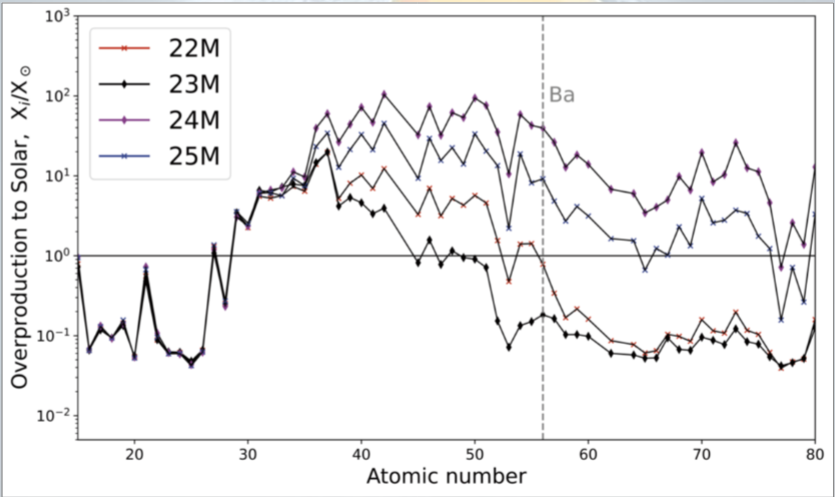 Overproduction to Solar, Xᵢ/X☉
10³
10²
10¹
10⁰
10⁻¹
10⁻²
22M
23M
24M
25M
Ba
20 30 40 50 60 70 80
Atomic number